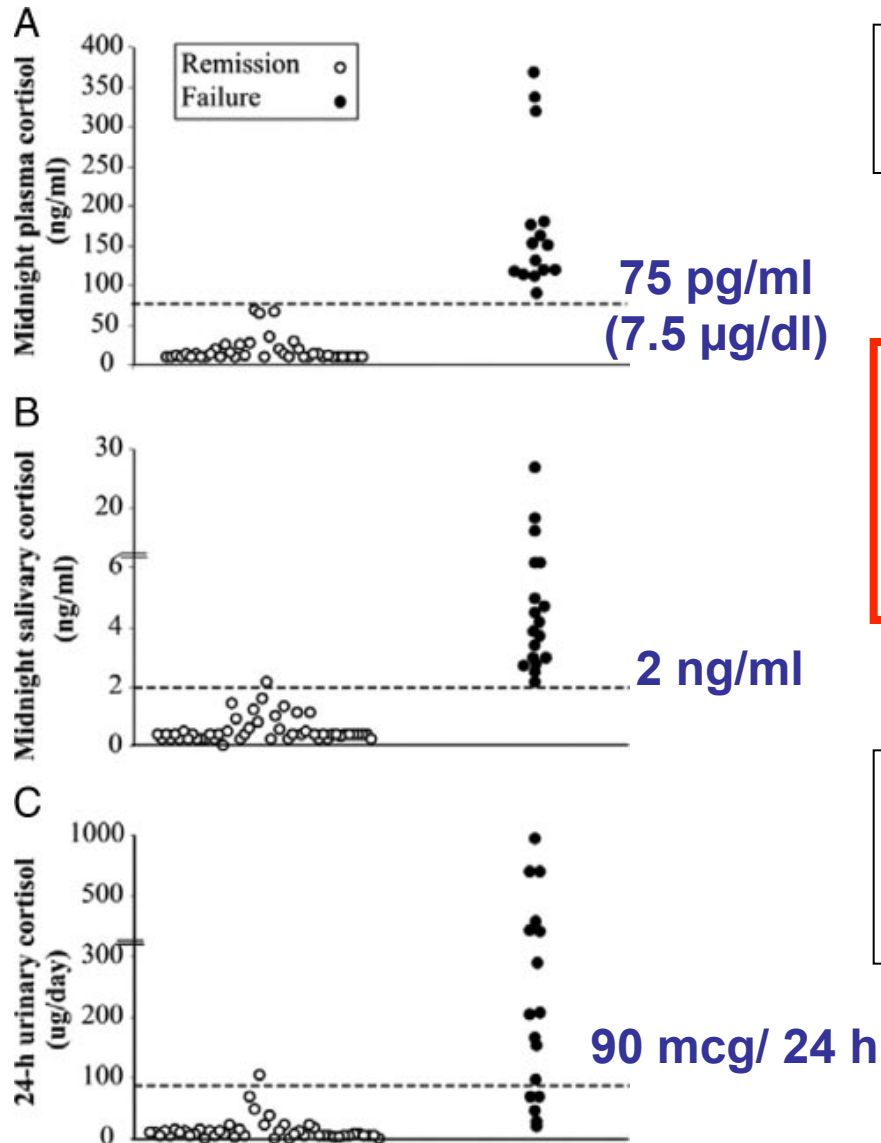 A
Midnight plasma cortisol
(ng/ml)
400
350
300
250
200
150
100
50
0
Remission
Failure
75 pg/ml
(7.5 µg/dl)
B
Midnight salivary cortisol
(ng/ml)
30
20
6
4
2
0
2 ng/ml
C
24-h urinary cortisol
(ug/day)
1000
500
300
200
100
0
90 mcg/ 24 h